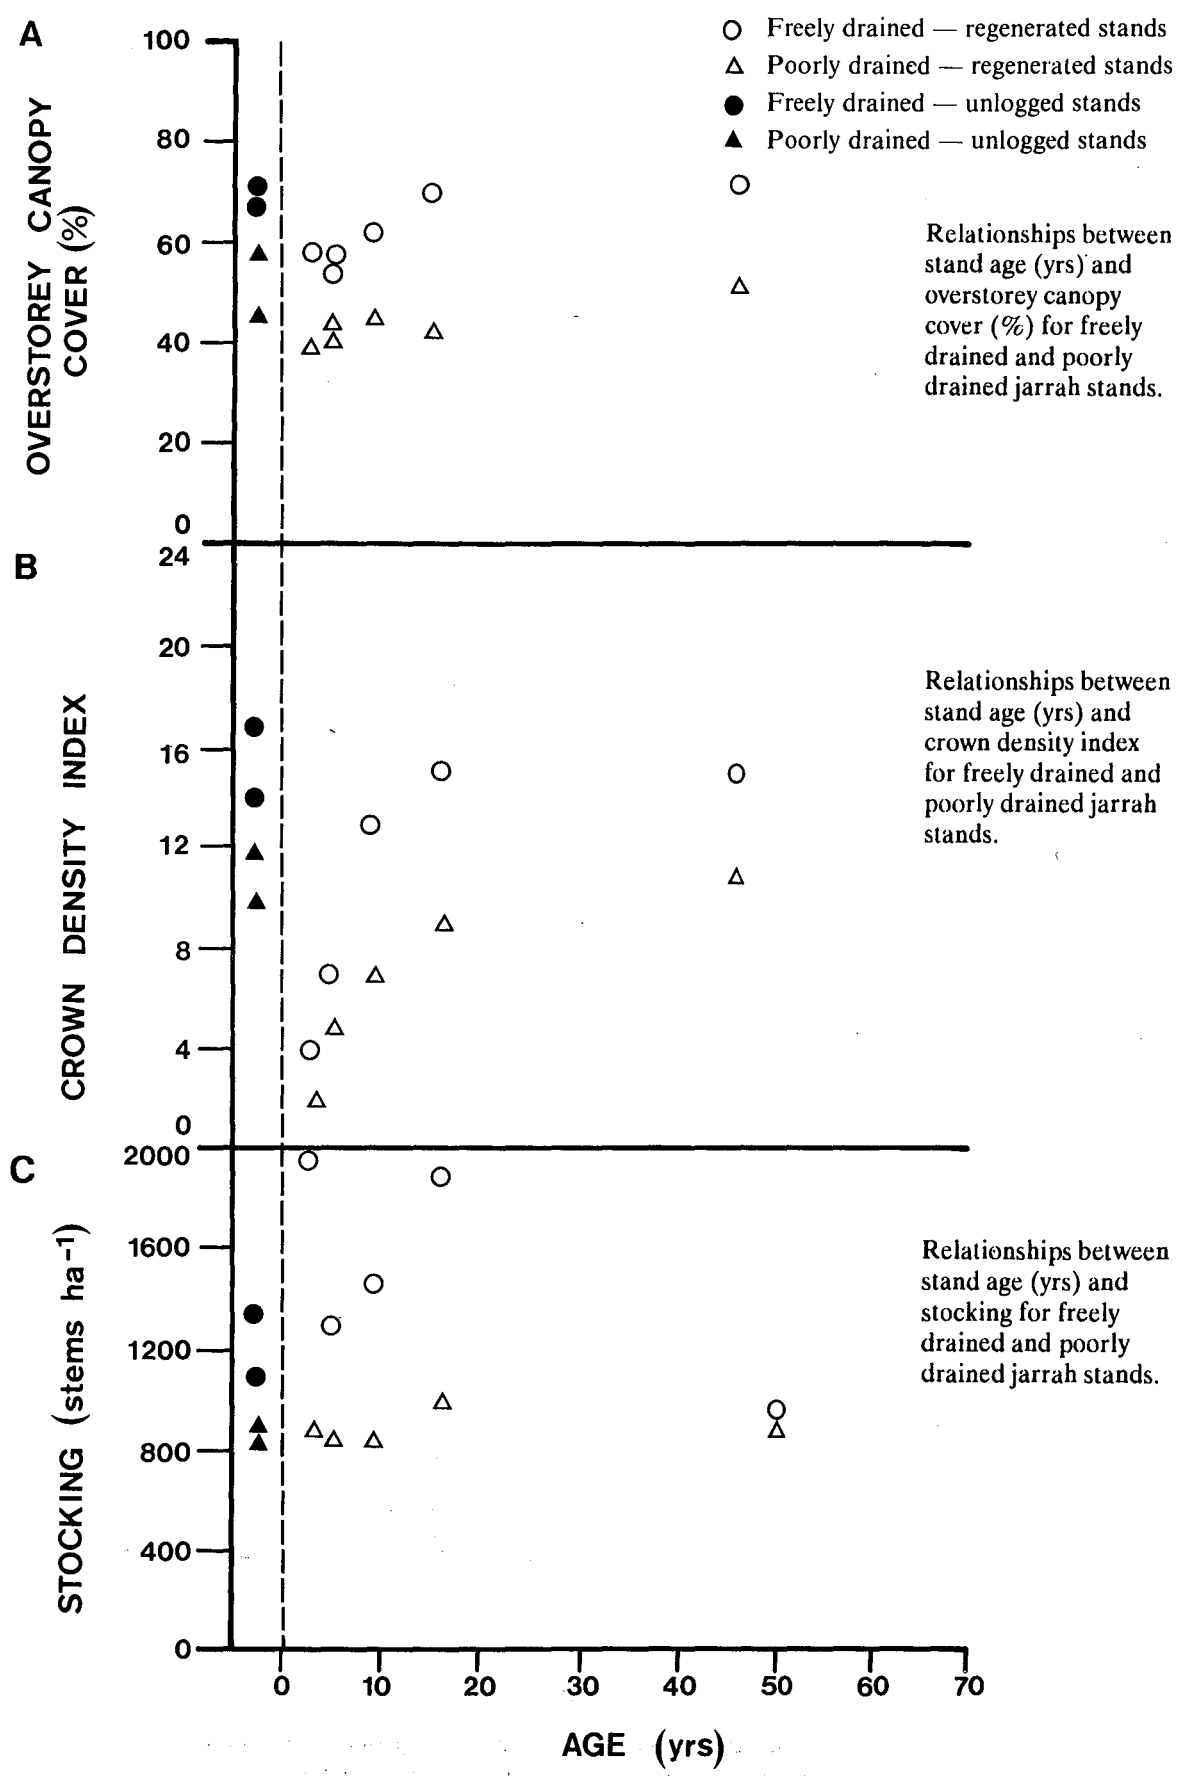 A
100
80
60
40
20
0
OVERSTOREY CANOPY
COVER (%)
Freely drained — regenerated stands
Poorly drained — regenerated stands
Freely drained — unlogged stands
Poorly drained — unlogged stands
Relationships between
stand age (yrs) and
overstorey canopy
cover (%) for freely
drained and poorly
drained jarrah stands.
B
24
20
16
12
8
4
0
CROWN DENSITY INDEX
Relationships between
stand age (yrs) and
crown density index
for freely drained and
poorly drained jarrah
stands.
C
2000
1600
1200
800
400
0
STOCKING (stems ha⁻¹)
Relationships between
stand age (yrs) and
stocking for freely
drained and poorly
drained jarrah stands.
0 10 20 30 40 50 60 70
AGE (yrs)